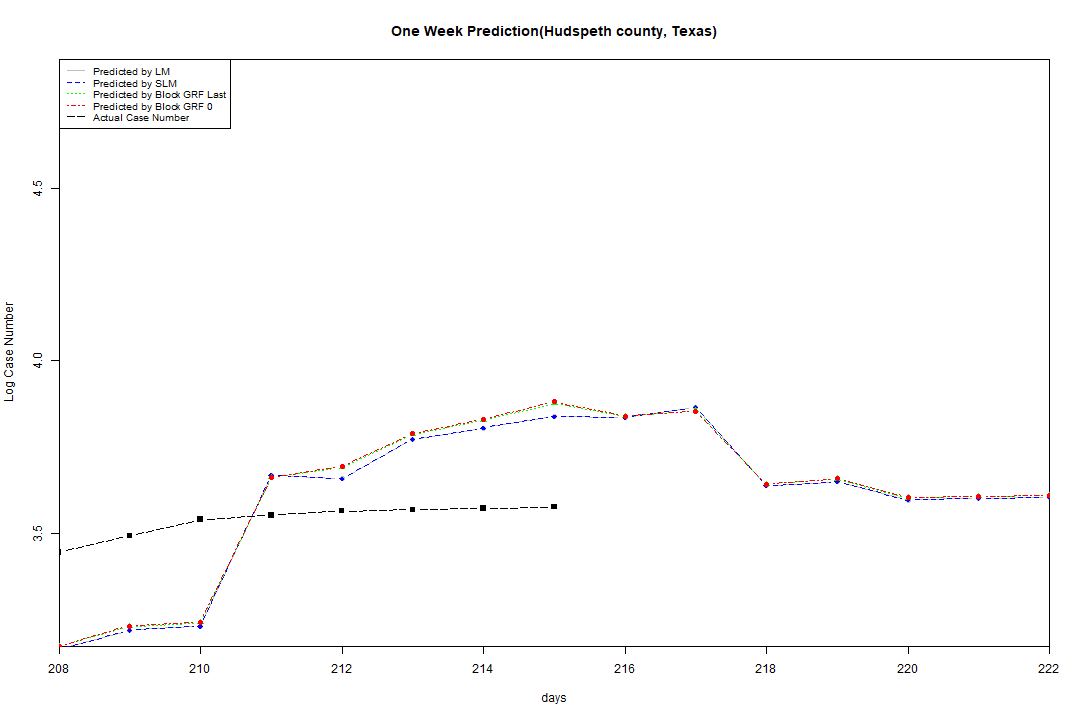 One Week Prediction(Hudspeth county, Texas)
Predicted by LM
Predicted by SLM
Predicted by Block GRF Last
Predicted by Block GRF 0
Actual Case Number
4.5
4.0
3.5
Log Case Number
208 210 212 214 216 218 220 222
days